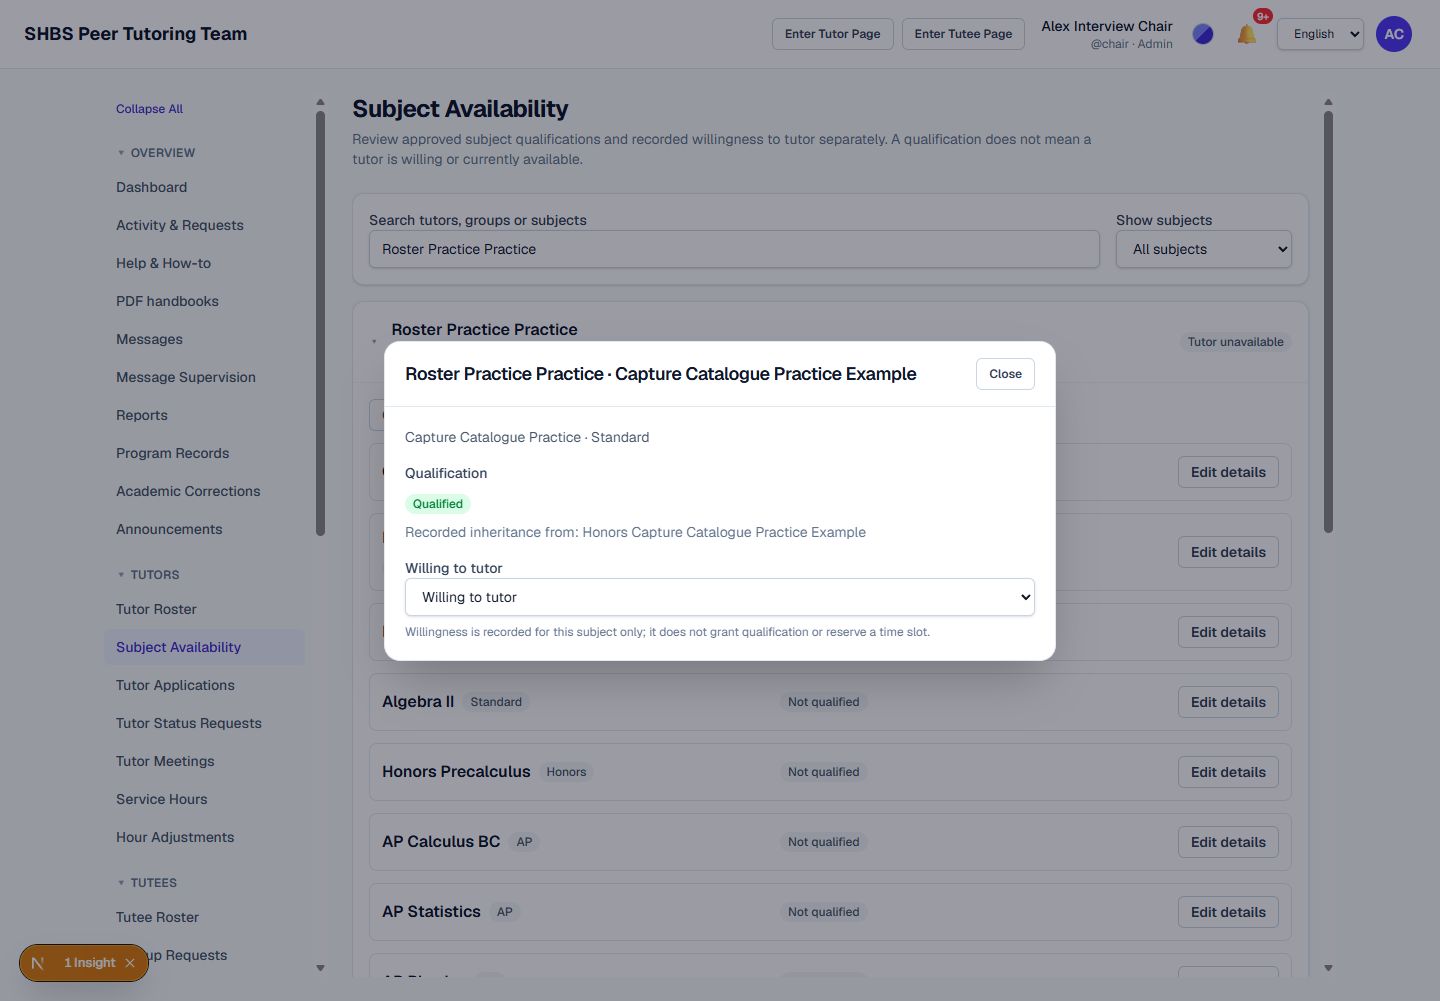 SHBS Peer Tutoring Team
Enter Tutor Page
Enter Tutee Page
Alex Interview Chair
@chair · Admin
9+
English
AC
Collapse All
OVERVIEW
Dashboard
Activity & Requests
Help & How-to
PDF handbooks
Messages
Message Supervision
Reports
Program Records
Academic Corrections
Announcements
TUTORS
Tutor Roster
Subject Availability
Tutor Applications
Tutor Status Requests
Tutor Meetings
Service Hours
Hour Adjustments
TUTEES
Tutee Roster
up Requests
N 1 Insight ×
Subject Availability
Review approved subject qualifications and recorded willingness to tutor separately. A qualification does not mean a
tutor is willing or currently available.
Search tutors, groups or subjects
Roster Practice Practice
Show subjects
All subjects
Roster Practice Practice
Tutor unavailable
Roster Practice Practice · Capture Catalogue Practice Example
Close
Capture Catalogue Practice · Standard
Qualification
Qualified
Recorded inheritance from: Honors Capture Catalogue Practice Example
Willing to tutor
Willing to tutor
Willingness is recorded for this subject only; it does not grant qualification or reserve a time slot.
Edit details
Edit details
Edit details
Algebra II Standard Not qualified Edit details
Honors Precalculus Honors Not qualified Edit details
AP Calculus BC AP Not qualified Edit details
AP Statistics AP Not qualified Edit details